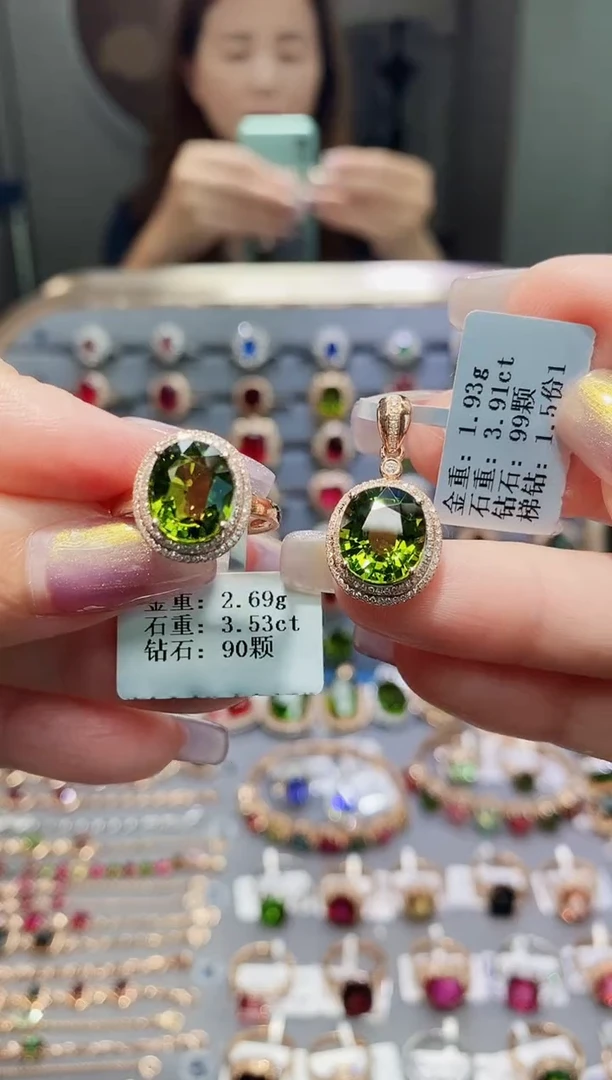 金重: 2.69g
石重: 3.53ct
钻石: 90颗
金重: 1.93g
石重: 3.91ct
钻石: 99颗
梯钻: 1.5份1